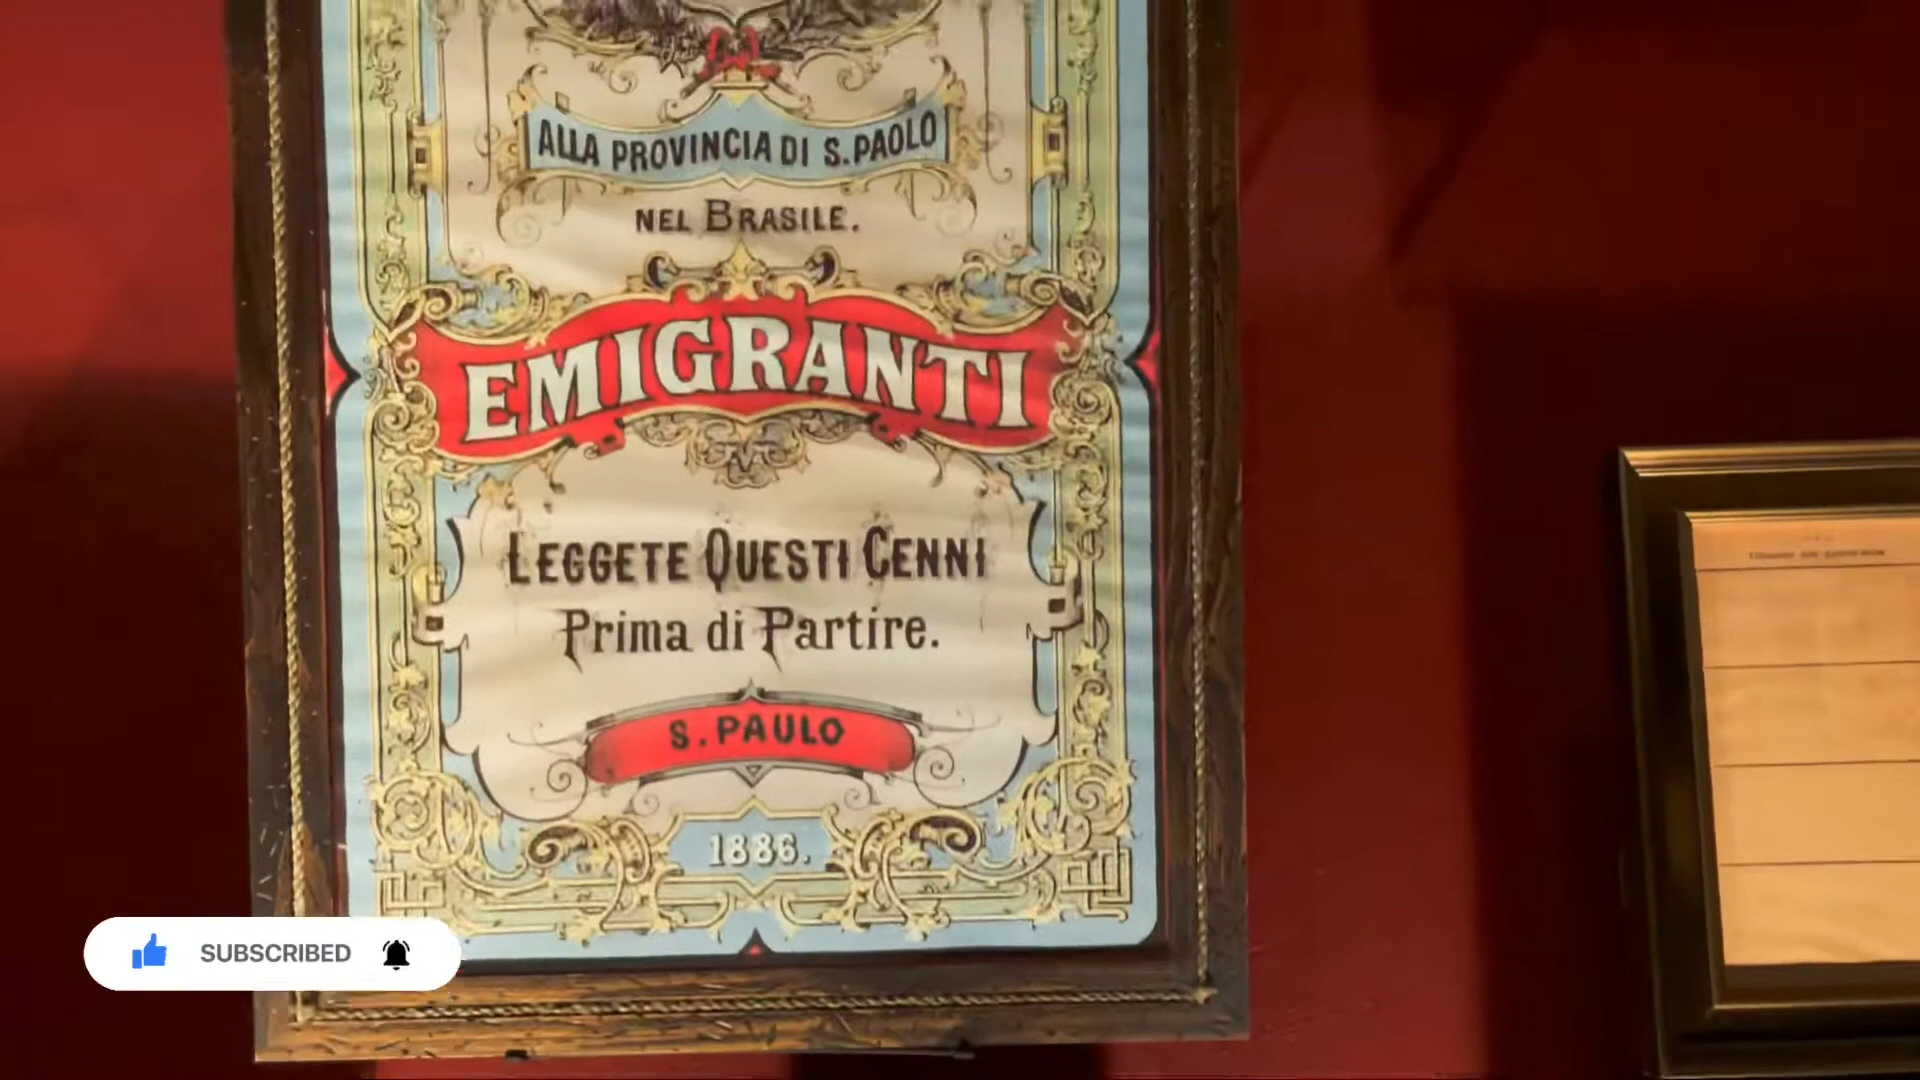 ALLA PROVINCIA DI S. PAOLO
NEL BRASILE.
EMIGRANTI
LEGGETE QUESTI CENNI
Prima di Partire.
S. PAULO
1886.
SUBSCRIBED